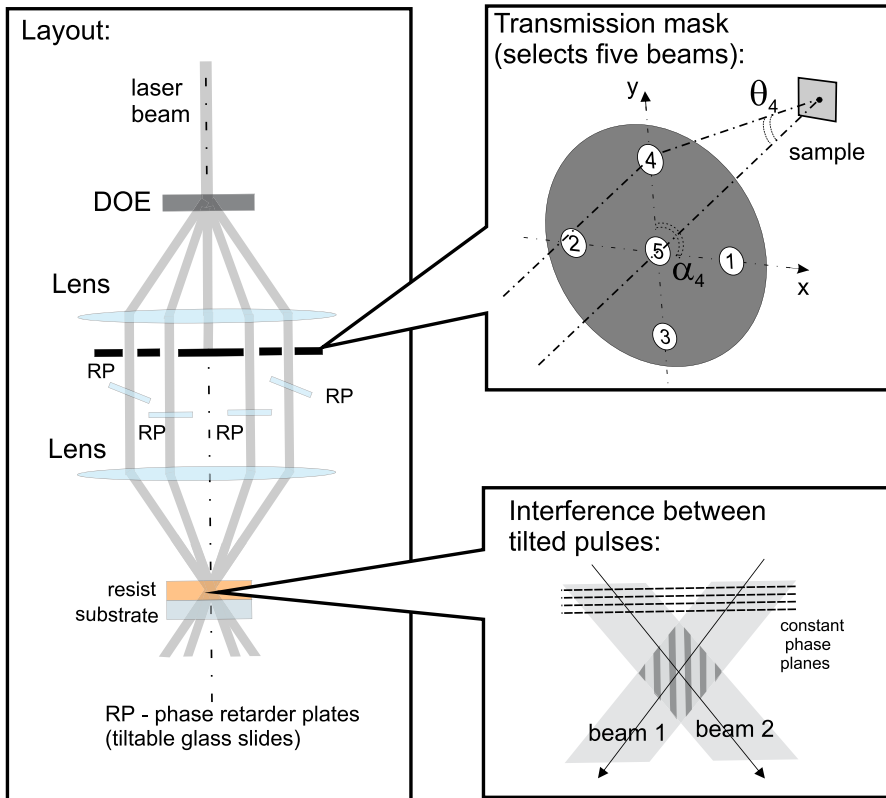 Layout:
laser
beam
DOE
Lens
RP
RP
RP
RP
Lens
resist
substrate
RP - phase retarder plates
(tiltable glass slides)
Transmission mask
(selects five beams):
y
θ4
sample
4
2
5
1
α4
x
3
Interference between
tilted pulses:
constant
phase
planes
beam 1
beam 2